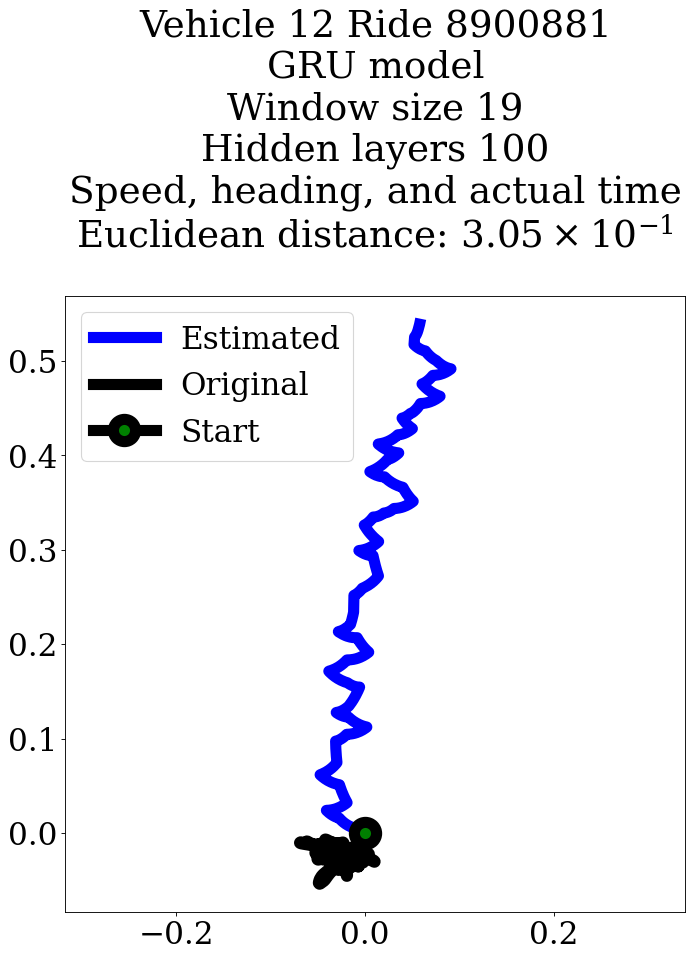 Vehicle 12 Ride 8900881
GRU model
Window size 19
Hidden layers 100
Speed, heading, and actual time
Euclidean distance: 3.05 × 10⁻¹
Estimated
Original
Start
0.5
0.4
0.3
0.2
0.1
0.0
−0.2
0.0
0.2